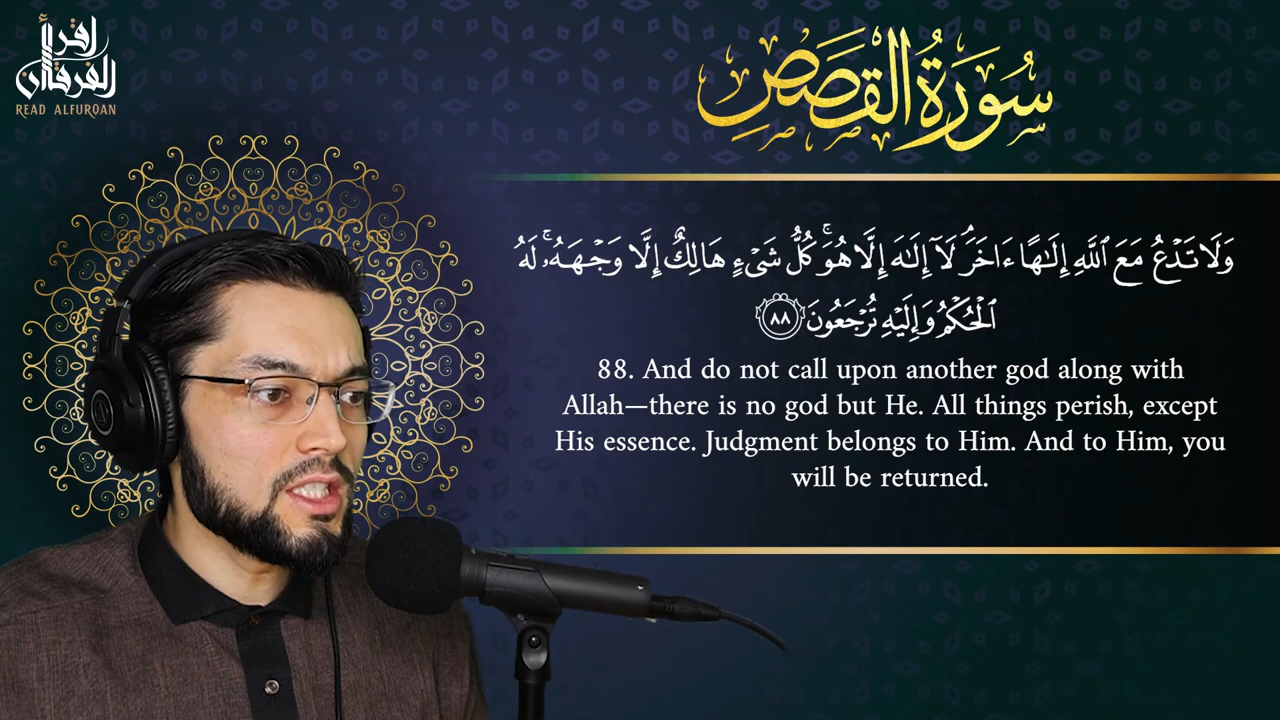 اقرأ
الفرقان
READ ALFURQAN
سُورَةُ القَصَصِ
وَلَا تَدْعُ مَعَ ٱللَّهِ إِلَٰهًا ءَاخَرَۘ لَآ إِلَٰهَ إِلَّا هُوَۚ كُلُّ شَىْءٍ هَالِكٌ إِلَّا وَجْهَهُۥۚ لَهُ
ٱلْحُكْمُ وَإِلَيْهِ تُرْجَعُونَ ٨٨
88. And do not call upon another god along with
Allah—there is no god but He. All things perish, except
His essence. Judgment belongs to Him. And to Him, you
will be returned.